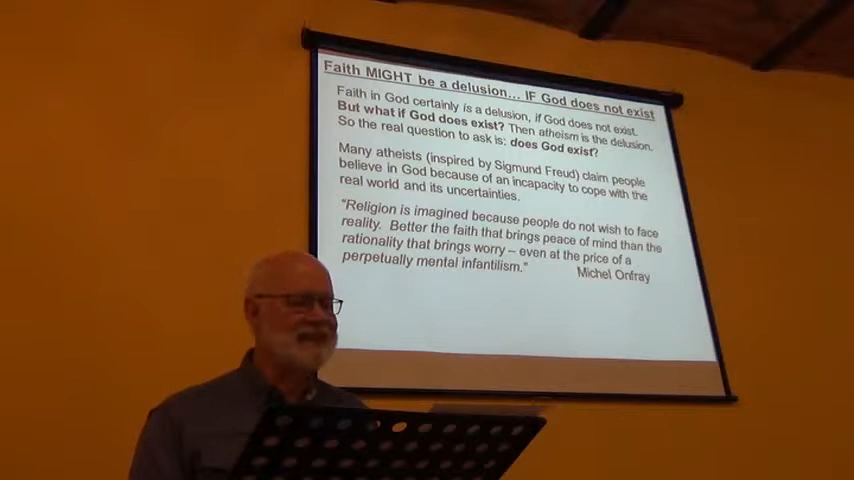 Faith MIGHT be a delusion... IF God does not exist
Faith in God certainly is a delusion, if God does not exist.
But what if God does exist? Then atheism is the delusion.
So the real question to ask is: does God exist?
Many atheists (inspired by Sigmund Freud) claim people
believe in God because of an incapacity to cope with the
real world and its uncertainties.
"Religion is imagined because people do not wish to face
reality. Better the faith that brings peace of mind than the
rationality that brings worry – even at the price of a
perpetually mental infantilism." Michel Onfray